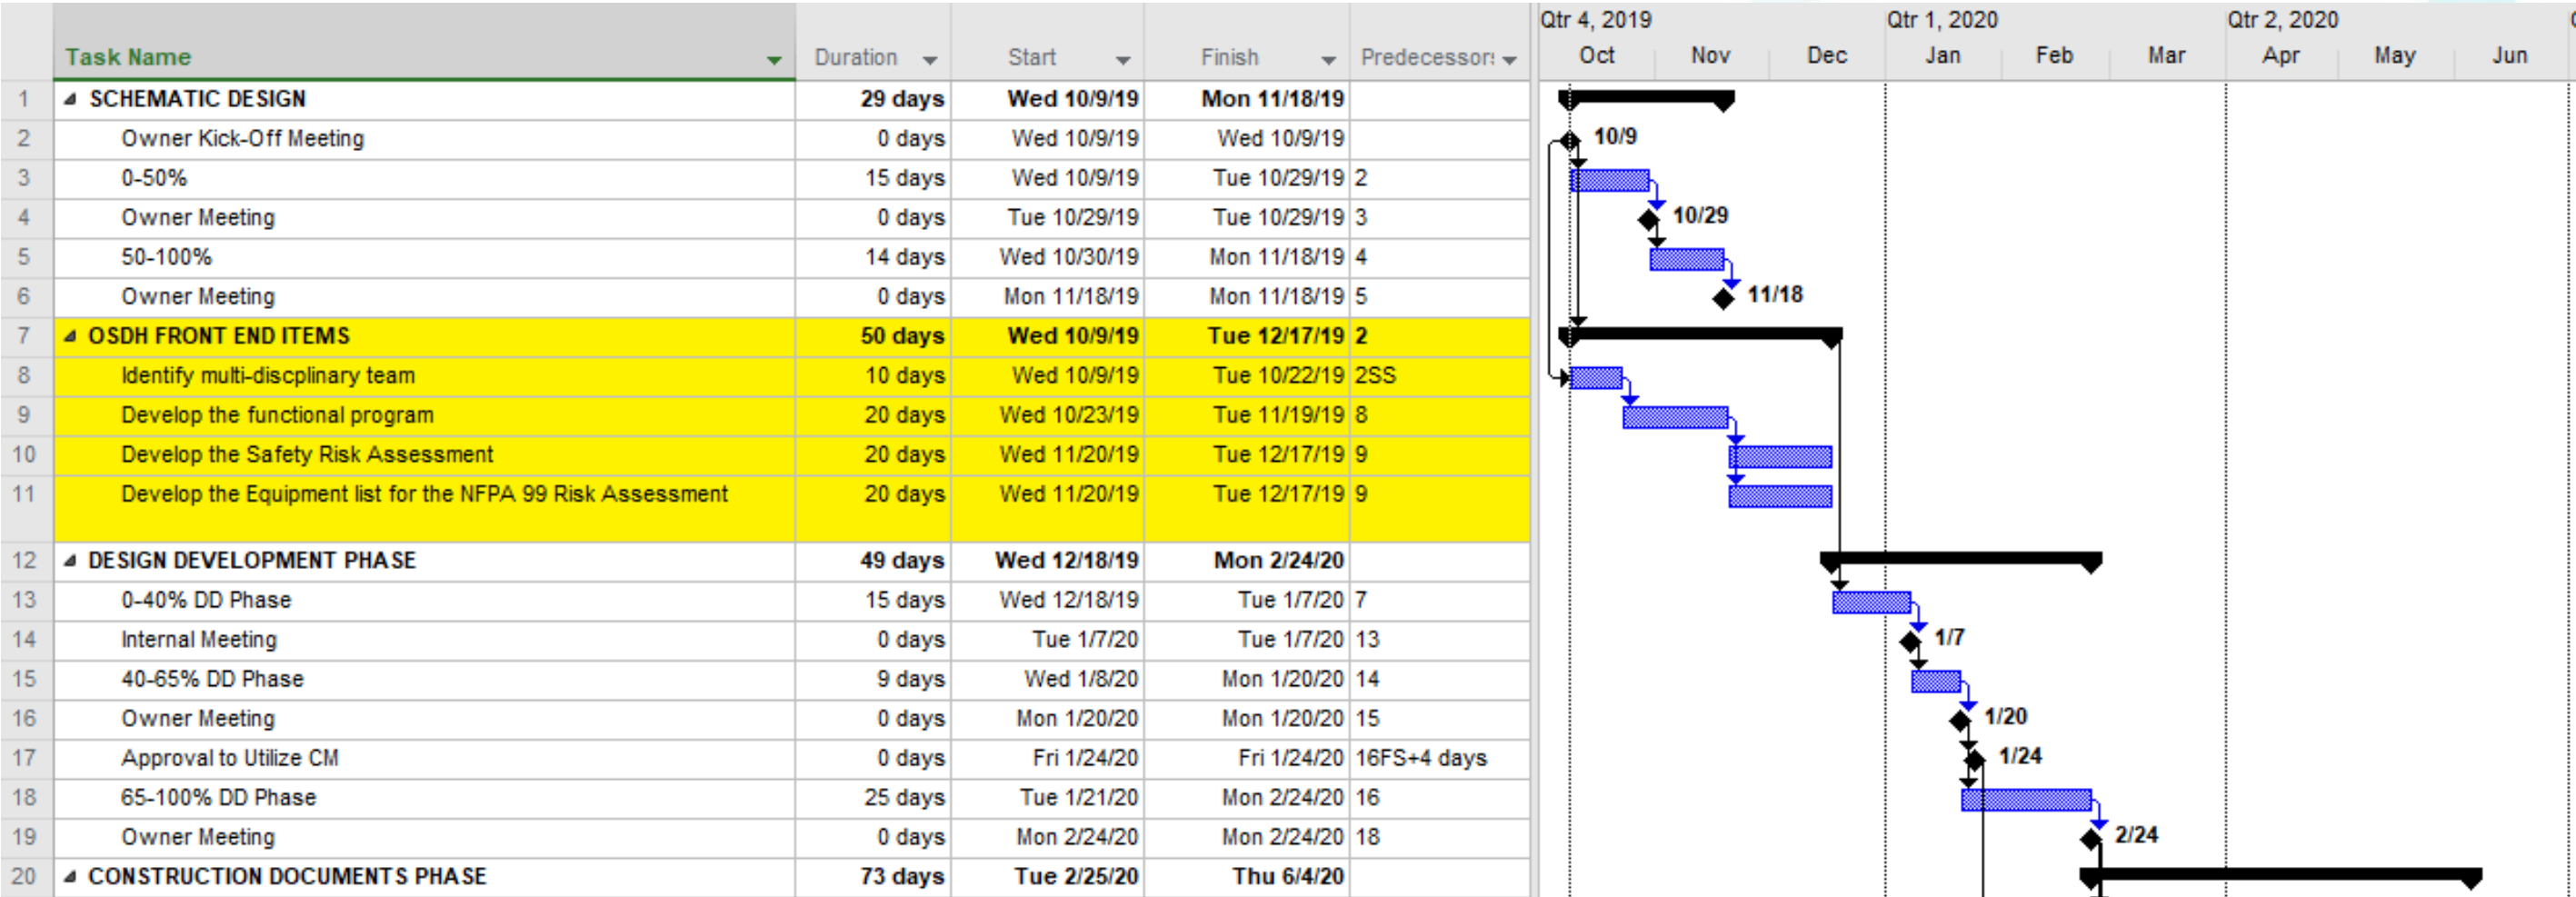 Qtr 4, 2019 Qtr 1, 2020 Qtr 2, 2020
Task Name Duration Start Finish Predecessors Oct Nov Dec Jan Feb Mar Apr May Jun
1 SCHEMATIC DESIGN 29 days Wed 10/9/19 Mon 11/18/19
2 Owner Kick-Off Meeting 0 days Wed 10/9/19 Wed 10/9/19 10/9
3 0-50% 15 days Wed 10/9/19 Tue 10/29/19 2
4 Owner Meeting 0 days Tue 10/29/19 Tue 10/29/19 3 10/29
5 50-100% 14 days Wed 10/30/19 Mon 11/18/19 4
6 Owner Meeting 0 days Mon 11/18/19 Mon 11/18/19 5 11/18
7 OSDH FRONT END ITEMS 50 days Wed 10/9/19 Tue 12/17/19 2
8 Identify multi-discplinary team 10 days Wed 10/9/19 Tue 10/22/19 2SS
9 Develop the functional program 20 days Wed 10/23/19 Tue 11/19/19 8
10 Develop the Safety Risk Assessment 20 days Wed 11/20/19 Tue 12/17/19 9
11 Develop the Equipment list for the NFPA 99 Risk Assessment 20 days Wed 11/20/19 Tue 12/17/19 9
12 DESIGN DEVELOPMENT PHASE 49 days Wed 12/18/19 Mon 2/24/20
13 0-40% DD Phase 15 days Wed 12/18/19 Tue 1/7/20 7
14 Internal Meeting 0 days Tue 1/7/20 Tue 1/7/20 13 1/7
15 40-65% DD Phase 9 days Wed 1/8/20 Mon 1/20/20 14
16 Owner Meeting 0 days Mon 1/20/20 Mon 1/20/20 15 1/20
17 Approval to Utilize CM 0 days Fri 1/24/20 Fri 1/24/20 16FS+4 days 1/24
18 65-100% DD Phase 25 days Tue 1/21/20 Mon 2/24/20 16
19 Owner Meeting 0 days Mon 2/24/20 Mon 2/24/20 18 2/24
20 CONSTRUCTION DOCUMENTS PHASE 73 days Tue 2/25/20 Thu 6/4/20